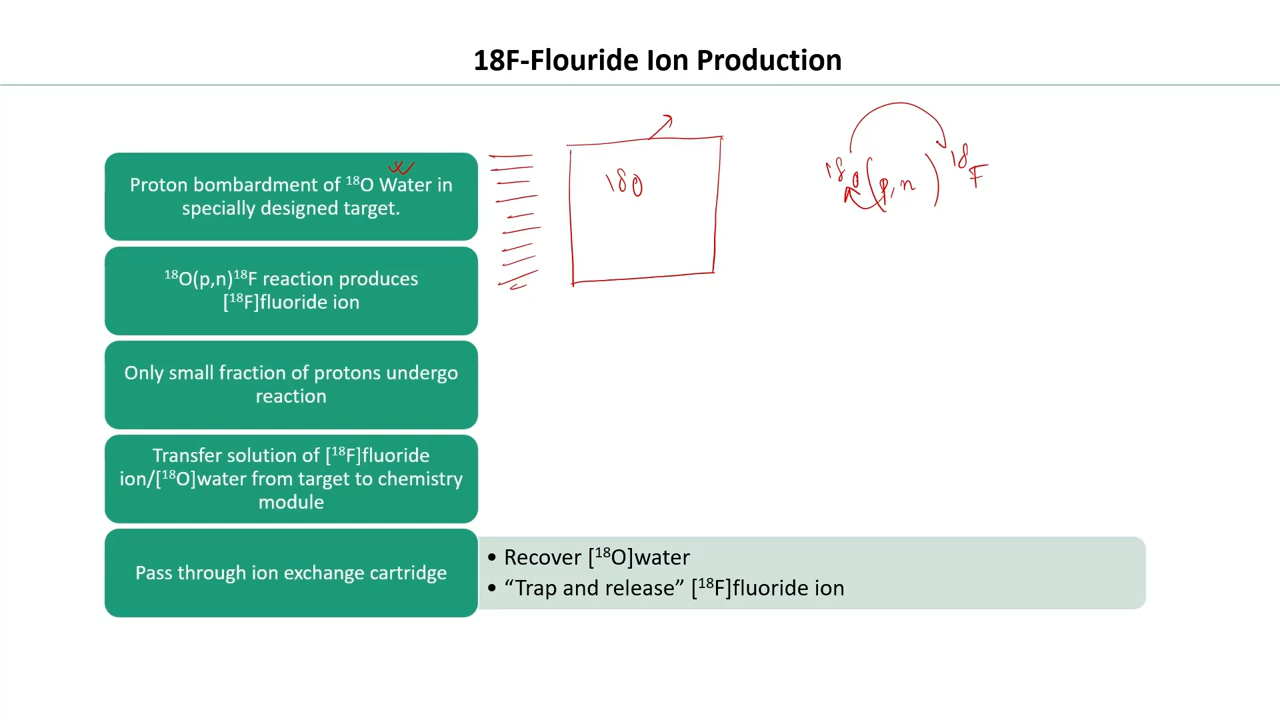 18F-Flouride Ion Production
Proton bombardment of ¹⁸O Water in
specially designed target.
¹⁸O(p,n)¹⁸F reaction produces
[¹⁸F]fluoride ion
Only small fraction of protons undergo
reaction
Transfer solution of [¹⁸F]fluoride
ion/[¹⁸O]water from target to chemistry
module
Pass through ion exchange cartridge
• Recover [¹⁸O]water
• “Trap and release” [¹⁸F]fluoride ion
18O
¹⁸O(p,n)¹⁸F